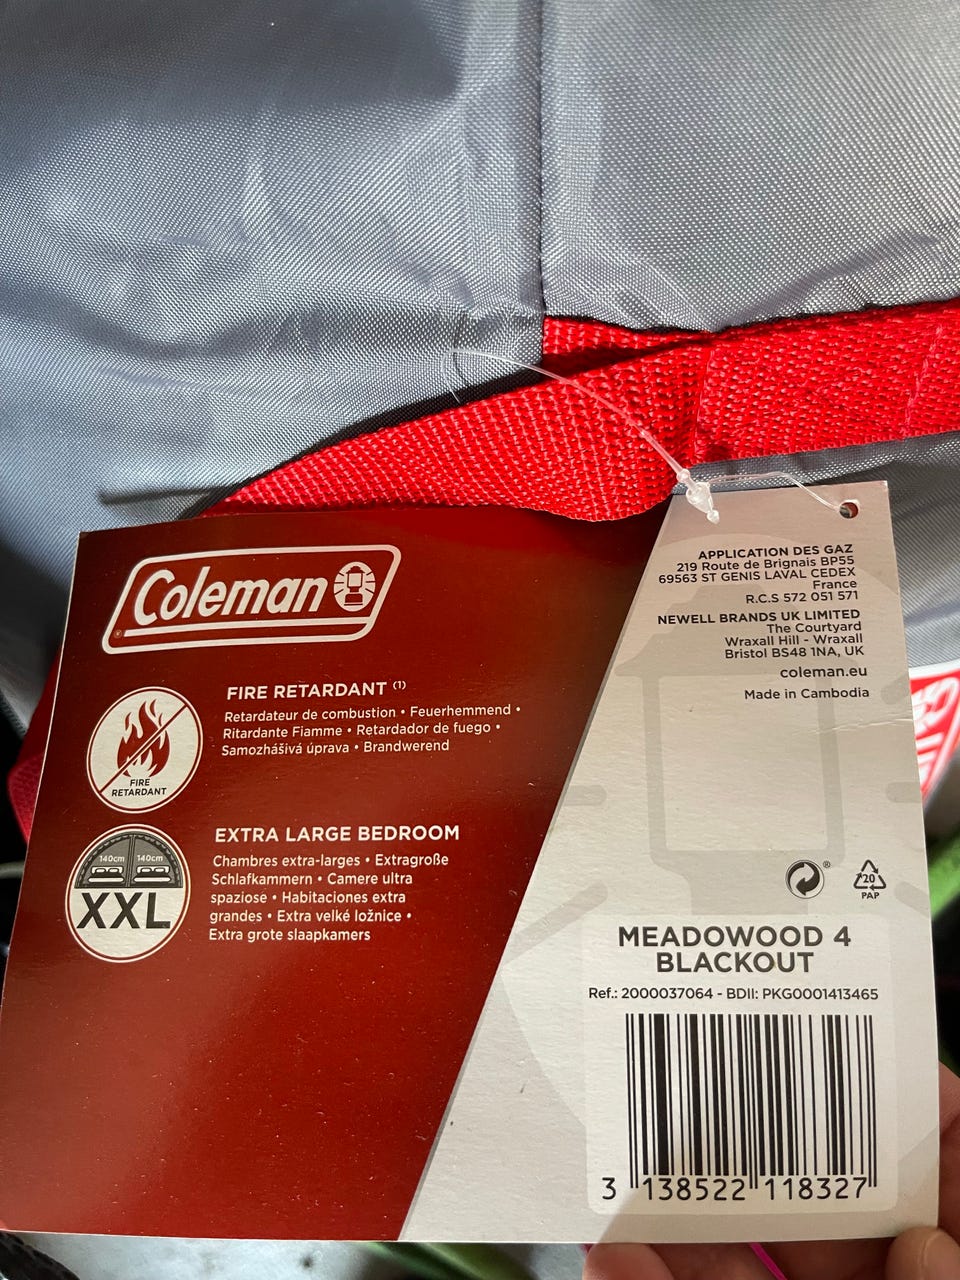 Coleman
®
FIRE RETARDANT (1)
Retardateur de combustion • Feuerhemmend •
Ritardante Fiamme • Retardador de fuego •
Samozhášivá úprava • Brandwerend
FIRE
RETARDANT
EXTRA LARGE BEDROOM
Chambres extra-larges • Extragroße
Schlafkammern • Camere ultra
spaziose • Habitaciones extra
grandes • Extra velké ložnice •
Extra grote slaapkamers
140cm 140cm
XXL
APPLICATION DES GAZ
219 Route de Brignais BP55
69563 ST GENIS LAVAL CEDEX
France
R.C.S 572 051 571
NEWELL BRANDS UK LIMITED
The Courtyard
Wraxall Hill - Wraxall
Bristol BS48 1NA, UK
coleman.eu
Made in Cambodia
®
20
PAP
MEADOWOOD 4
BLACKOUT
Ref.: 2000037064 - BDII: PKG0001413465
3 138522 118327